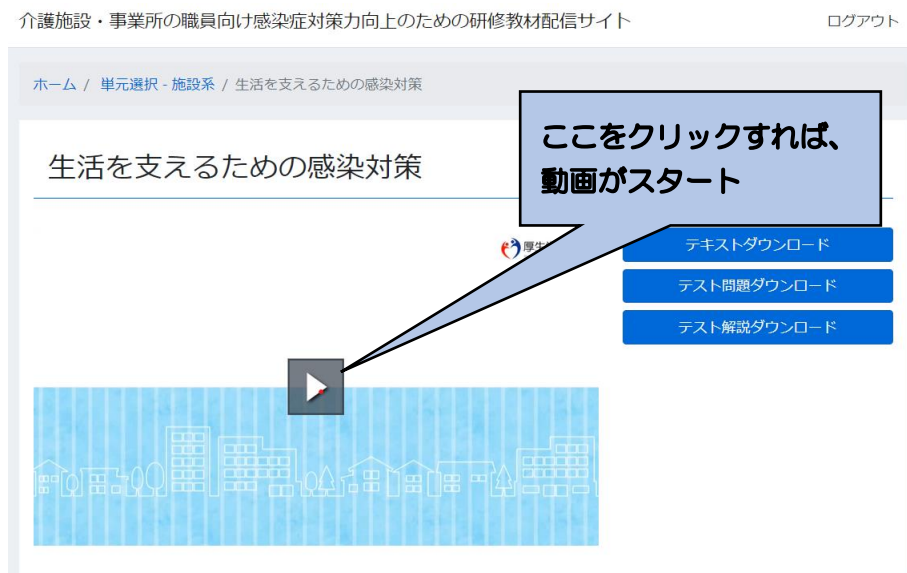 介護施設・事業所の職員向け感染症対策力向上のための研修教材配信サイト
ログアウト
ホーム / 単元選択 - 施設系 / 生活を支えるための感染対策
ここをクリックすれば、
動画がスタート
生活を支えるための感染対策
厚生
テキストダウンロード
テスト問題ダウンロード
テスト解説ダウンロード